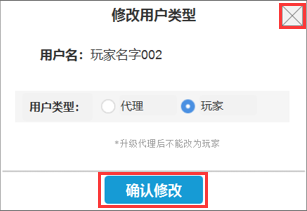 修改用户类型
用户名：玩家名字002
用户类型： 代理 玩家
*升级代理后不能改为玩家
确认修改